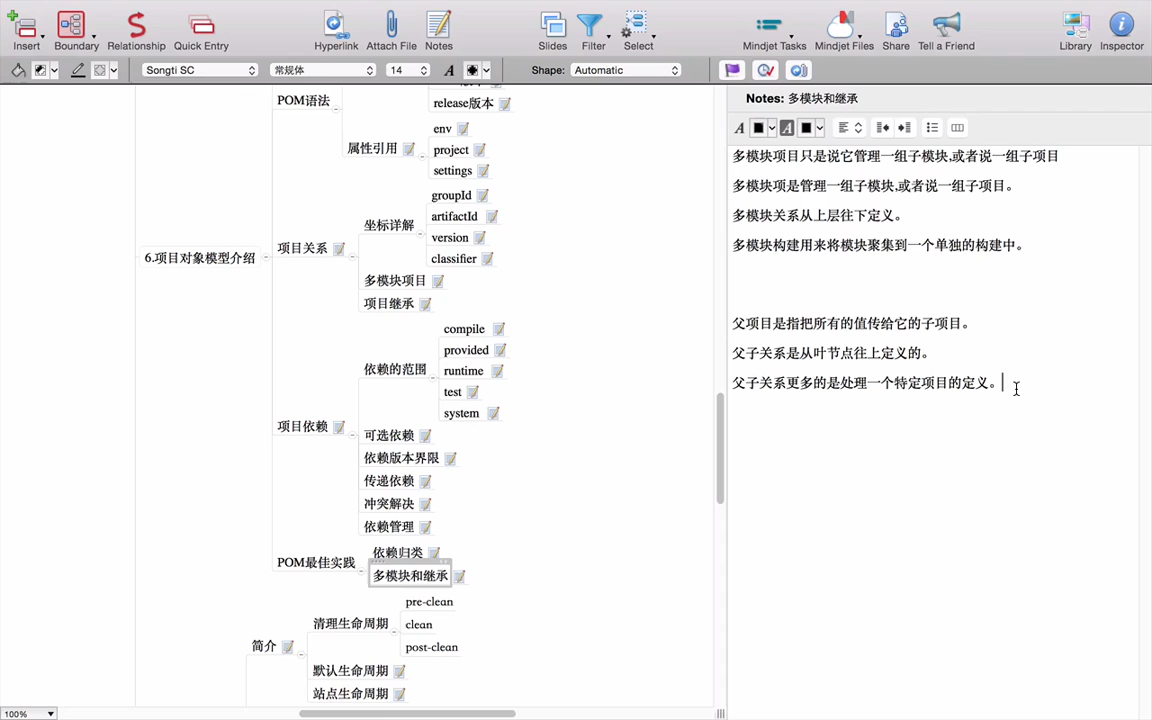 Insert
Boundary
Relationship
Quick Entry
Hyperlink
Attach File
Notes
Slides
Filter
Select
Mindjet Tasks
Mindjet Files
Share
Tell a Friend
Library
Inspector
Songti SC
常规体
14
A
Shape:
Automatic
Notes: 多模块和继承
POM语法
release版本
属性引用
env
project
settings
6.项目对象模型介绍
项目关系
坐标详解
groupId
artifactId
version
classifier
多模块项目
项目继承
项目依赖
依赖的范围
compile
provided
runtime
test
system
可选依赖
依赖版本界限
传递依赖
冲突解决
依赖管理
POM最佳实践
依赖归类
多模块和继承
简介
清理生命周期
pre-clean
clean
post-clean
默认生命周期
站点生命周期
多模块项目只是说它管理一组子模块,或者说一组子项目
多模块项是管理一组子模块,或者说一组子项目。
多模块关系从上层往下定义。
多模块构建用来将模块聚集到一个单独的构建中。
父项目是指把所有的值传给它的子项目。
父子关系是从叶节点往上定义的。
父子关系更多的是处理一个特定项目的定义。
100%